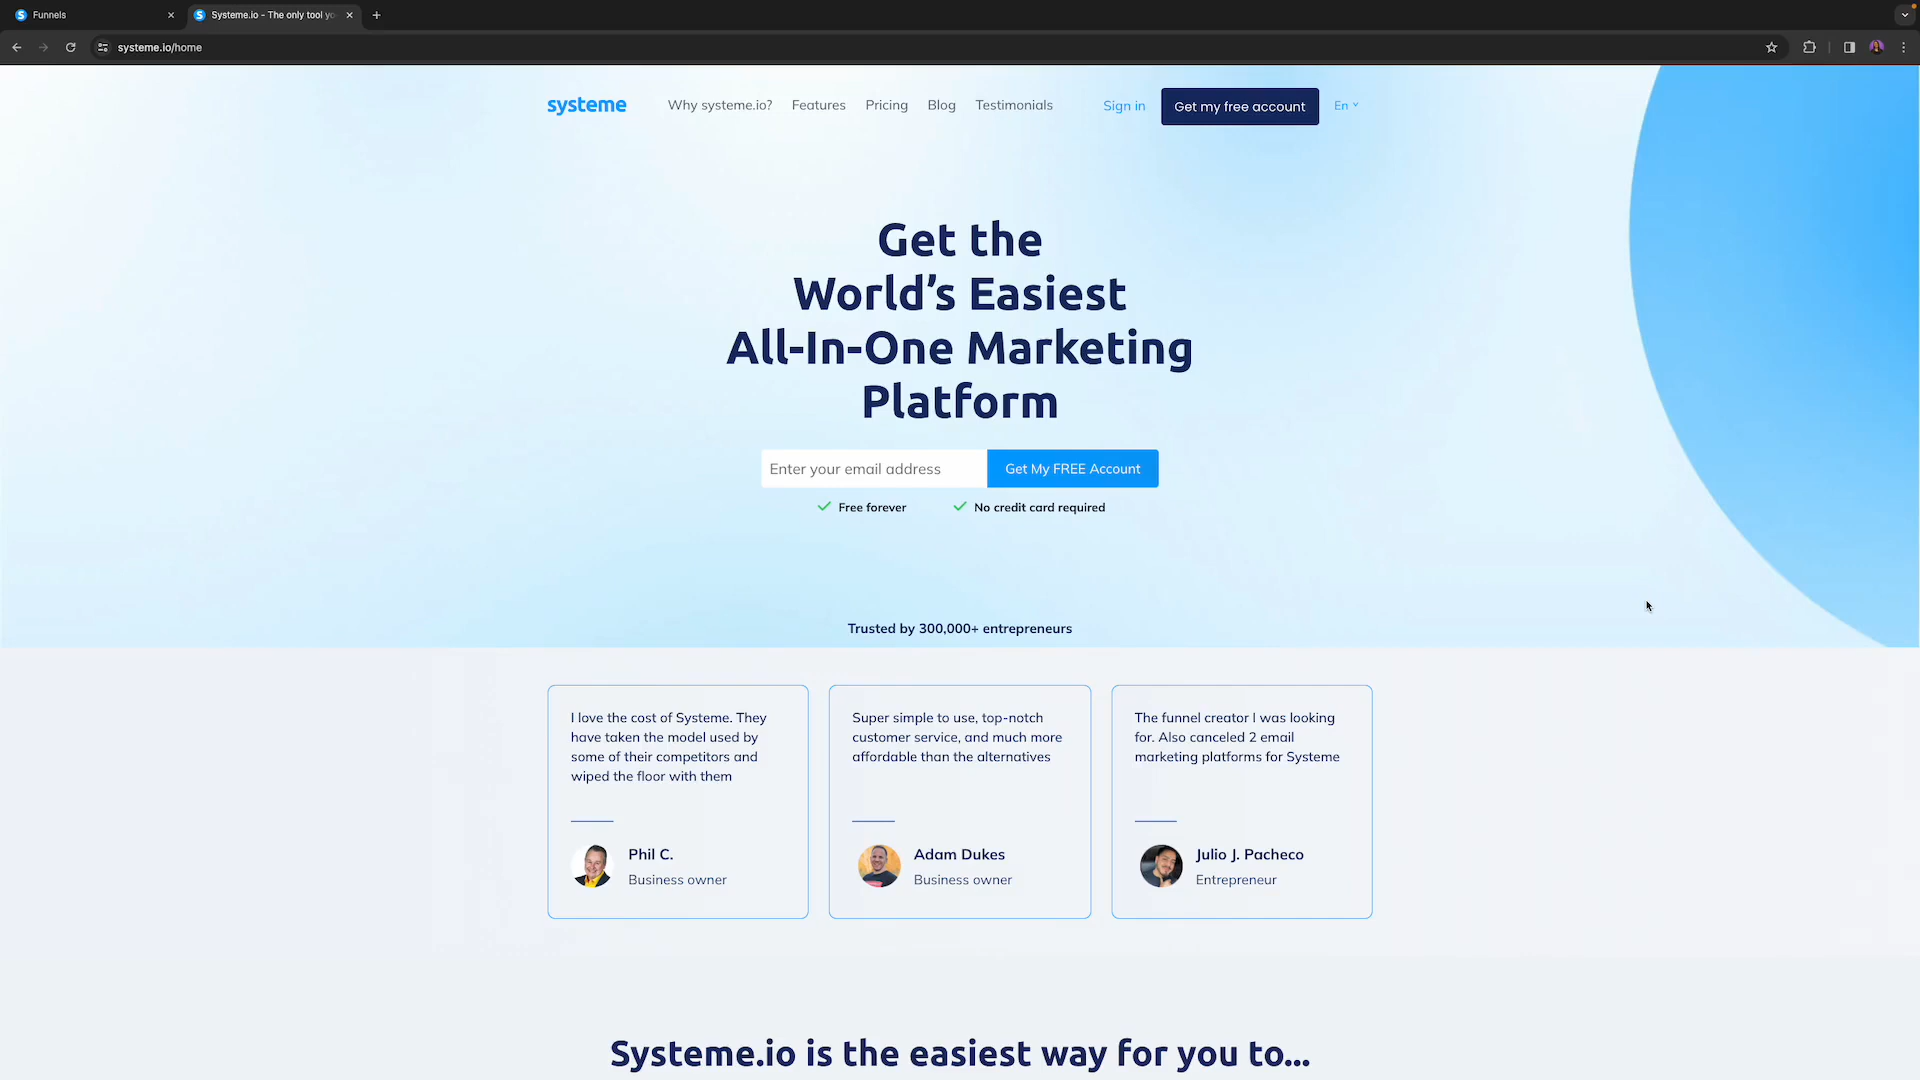 Funnels
Systeme.io - The only tool yo
systeme.io/home
systeme
Why systeme.io?
Features
Pricing
Blog
Testimonials
Sign in
Get my free account
En
Get the
World’s Easiest
All-In-One Marketing
Platform
Enter your email address
Get My FREE Account
Free forever
No credit card required
Trusted by 300,000+ entrepreneurs
I love the cost of Systeme. They
have taken the model used by
some of their competitors and
wiped the floor with them
Phil C.
Business owner
Super simple to use, top-notch
customer service, and much more
affordable than the alternatives
Adam Dukes
Business owner
The funnel creator I was looking
for. Also canceled 2 email
marketing platforms for Systeme
Julio J. Pacheco
Entrepreneur
Systeme.io is the easiest way for you to...